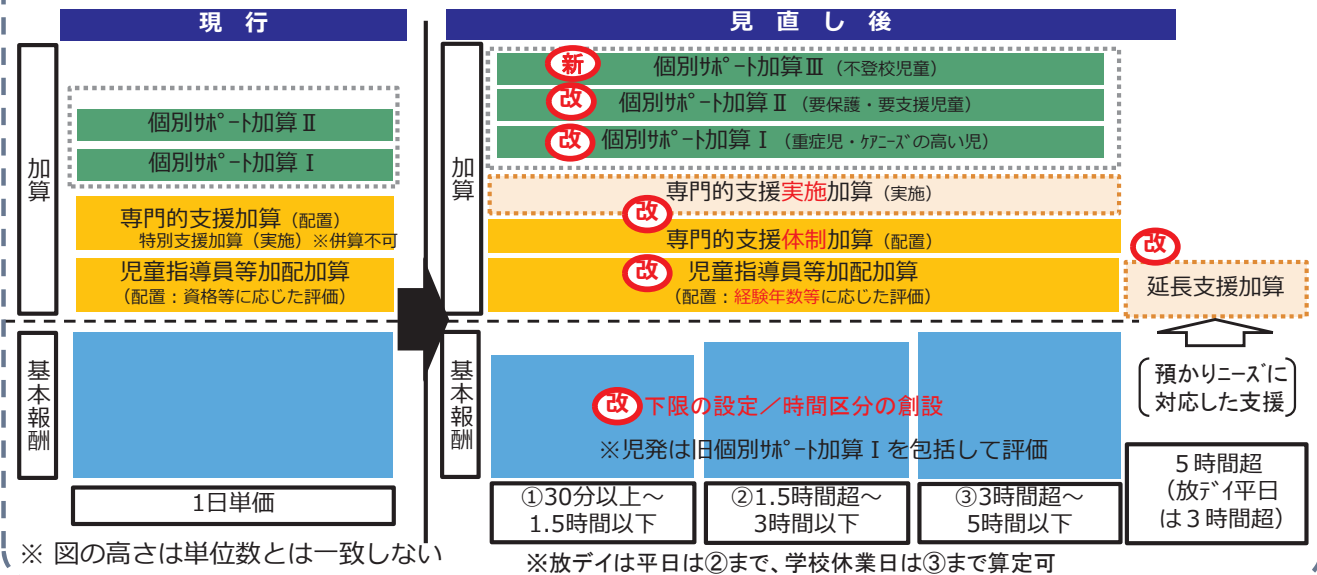 現 行
加算
個別ｻﾎﾟｰﾄ加算Ⅱ
個別ｻﾎﾟｰﾄ加算Ⅰ
専門的支援加算（配置）
特別支援加算（実施）※併算不可
児童指導員等加配加算
（配置：資格等に応じた評価）
基本報酬
1日単価
※ 図の高さは単位数とは一致しない
見 直 し 後
加算
新 個別ｻﾎﾟｰﾄ加算Ⅲ（不登校児童）
改 個別ｻﾎﾟｰﾄ加算Ⅱ（要保護・要支援児童）
改 個別ｻﾎﾟｰﾄ加算Ⅰ（重症児・ｹｱﾆｰｽﾞの高い児）
専門的支援実施加算（実施）
改
専門的支援体制加算（配置）
改 児童指導員等加配加算
（配置：経験年数等に応じた評価）
改
延長支援加算
預かりﾆｰｽﾞに
対応した支援
基本報酬
改 下限の設定／時間区分の創設
※児発は旧個別ｻﾎﾟｰﾄ加算Ⅰを包括して評価
①30分以上～
1.5時間以下
②1.5時間超～
3時間以下
③3時間超～
5時間以下
５時間超
（放ﾃﾞｲ平日
は３時間超）
※放デイは平日は②まで、学校休業日は③まで算定可